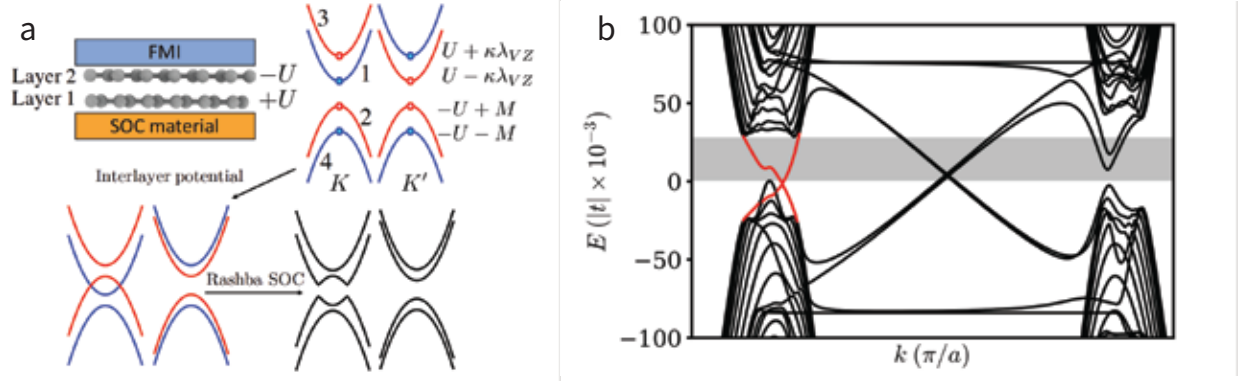 a
FMI
Layer 2
−U
Layer 1
+U
SOC material
3
1
2
4
U + κλ_VZ
U − κλ_VZ
−U + M
−U − M
K
K′
Interlayer potential
Rashba SOC
b
E (|t| × 10⁻³)
100
50
0
−50
−100
k (π/a)